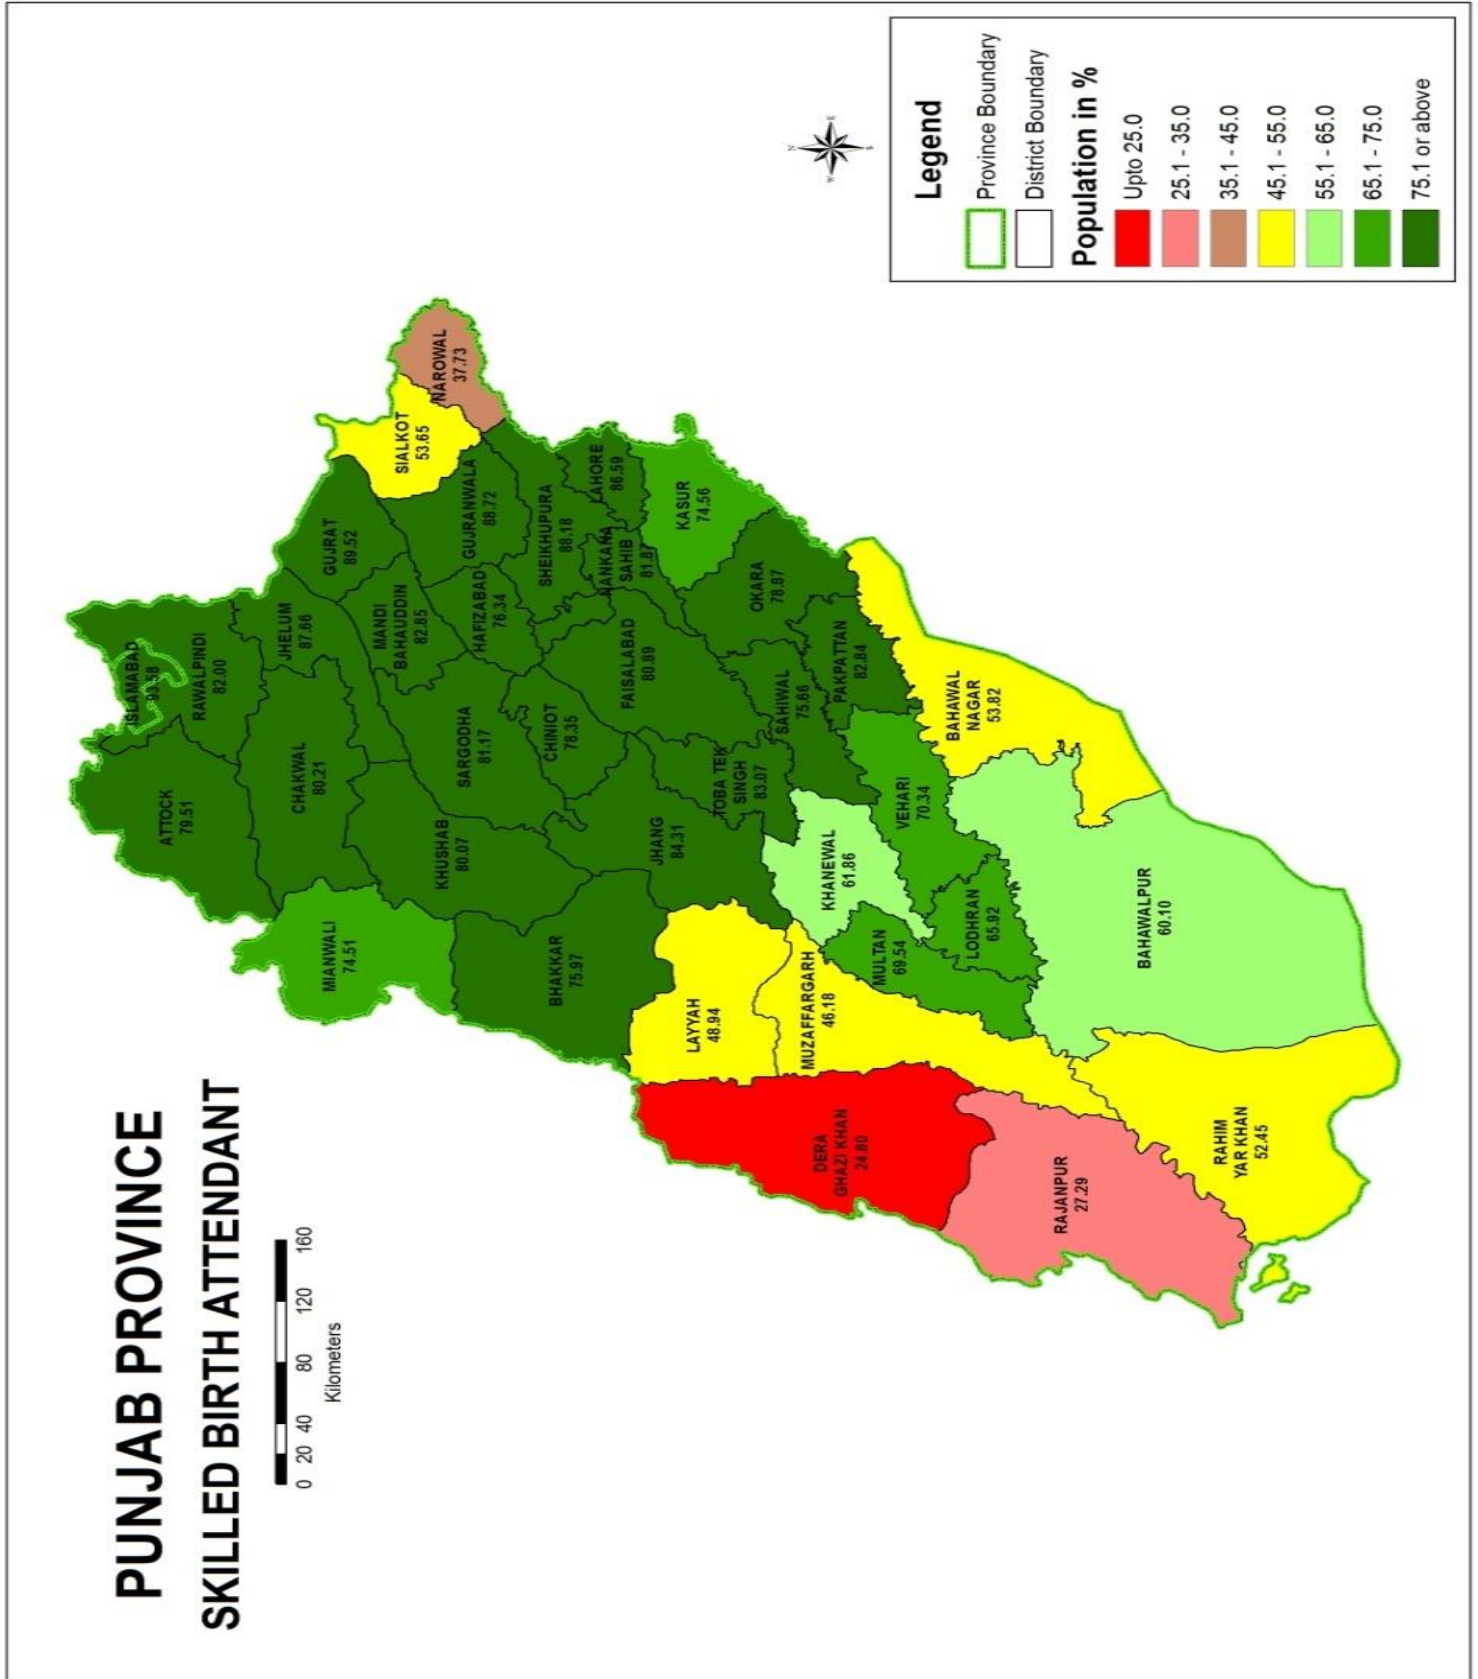 PUNJAB PROVINCE
SKILLED BIRTH ATTENDANT
0 20 40 80 120 160
Kilometers
ATTOCK
79.51
ISLAMABAD
93.58
RAWALPNDI
82.00
CHAKWAL
80.21
JHELUM
87.66
GUJRAT
89.52
MIANWALI
74.51
KHUSHAB
80.07
SARGODHA
81.17
MANDI
BAHAUDDIN
82.85
SIALKOT
53.65
NAROWAL
37.73
GUJRANWALA
88.72
HAFIZABAD
76.34
SHEIKHUPURA
88.18
LAHORE
86.59
NANKANA
SAHIB
81.87
CHINIOT
78.35
FAISALABAD
80.89
BHAKKAR
75.97
JHANG
84.31
TOBA TEK
SINGH
83.07
KASUR
74.56
OKARA
78.87
SAHIWAL
75.66
PAKPATTAN
82.84
LAYYAH
48.94
MUZAFFARGARH
46.18
KHANEWAL
61.86
MULTAN
69.54
VEHARI
70.34
LODHRAN
65.92
BAHAWAL
NAGAR
53.82
DERA
GHAZI KHAN
24.80
RAJANPUR
27.29
BAHAWALPUR
60.10
RAHIM
YAR KHAN
52.45
N
W
E
S
Legend
Province Boundary
District Boundary
Population in %
Upto 25.0
25.1 - 35.0
35.1 - 45.0
45.1 - 55.0
55.1 - 65.0
65.1 - 75.0
75.1 or above